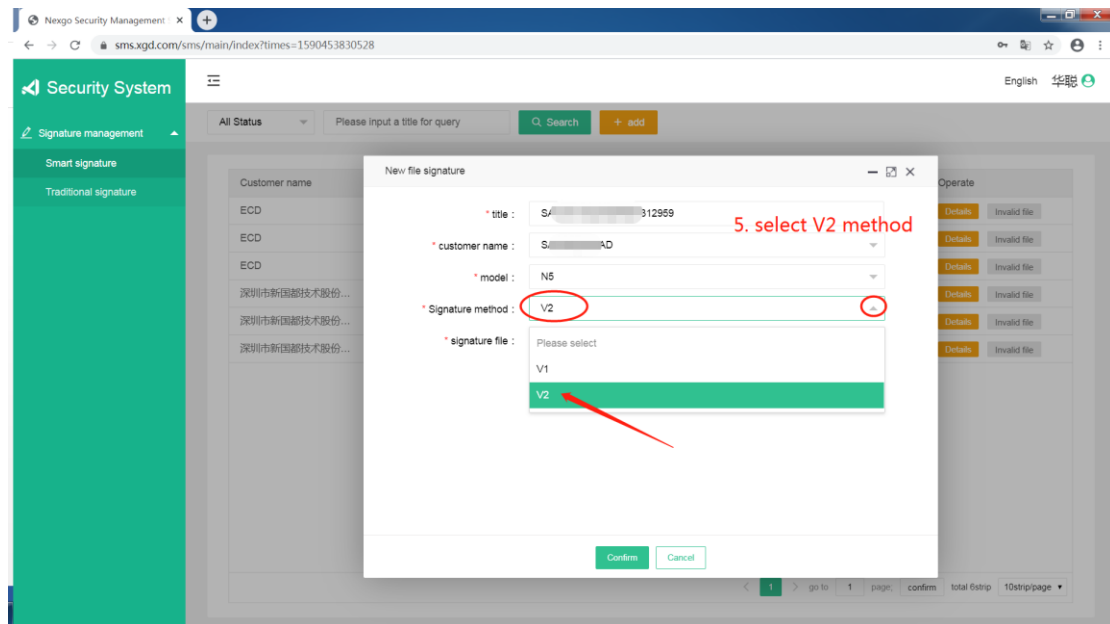 Nexgo Security Management
sms.xgd.com/sms/main/index?times=1590453830528
Security System
English 华聪
Signature management
Smart signature
Traditional signature
All Status
Please input a title for query
Search
+ add
Customer name
Operate
ECD
Details Invalid file
ECD
Details Invalid file
ECD
Details Invalid file
深圳市新国都技术股份...
Details Invalid file
深圳市新国都技术股份...
Details Invalid file
深圳市新国都技术股份...
Details Invalid file
New file signature
* title : 312959
5. select V2 method
* customer name : AD
* model : N5
* Signature method : V2
* signature file :
Please select
V1
V2
Confirm Cancel
< 1 > go to 1 page; confirm total 6strip 10strip/page